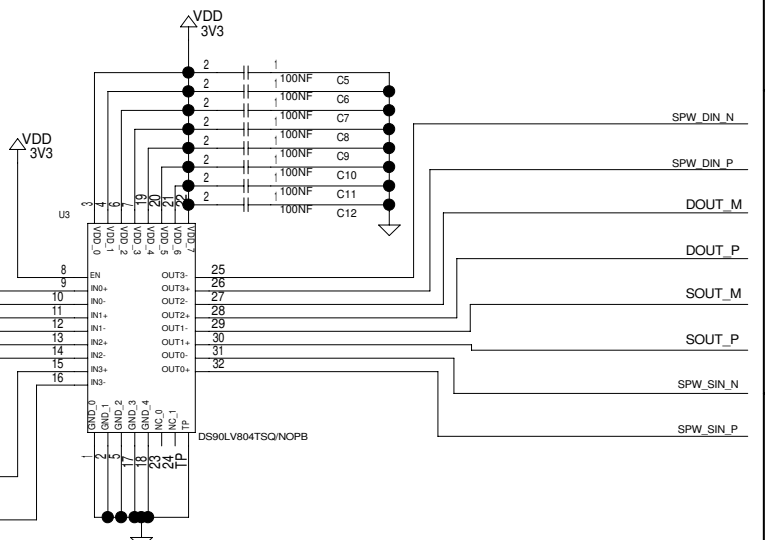 VDD
3V3
2 1
100NF C5
2 1
100NF C6
2 1
100NF C7
2 1
100NF C8
2 1
100NF C9
2 1
100NF C10
2 1
100NF C11
2 1
100NF C12
VDD
3V3
SPW_DIN_N
SPW_DIN_P
DOUT_M
DOUT_P
SOUT_M
SOUT_P
SPW_SIN_N
SPW_SIN_P
U3
3 4 6 7 19 20 21 22
VDD_0 VDD_1 VDD_2 VDD_3 VDD_4 VDD_5 VDD_6 VDD_7
8 EN OUT3- 25
9 IN0+ OUT3+ 26
10 IN0- OUT2- 27
11 IN1+ OUT2+ 28
12 IN1- OUT1- 29
13 IN2+ OUT1+ 30
14 IN2- OUT0- 31
15 IN3+ OUT0+ 32
16 IN3-
GND_0 GND_1 GND_2 GND_3 GND_4 NC_0 NC_1 TP
DS90LV804TSQ/NOPB
1 2 5 17 18 23 24 TP